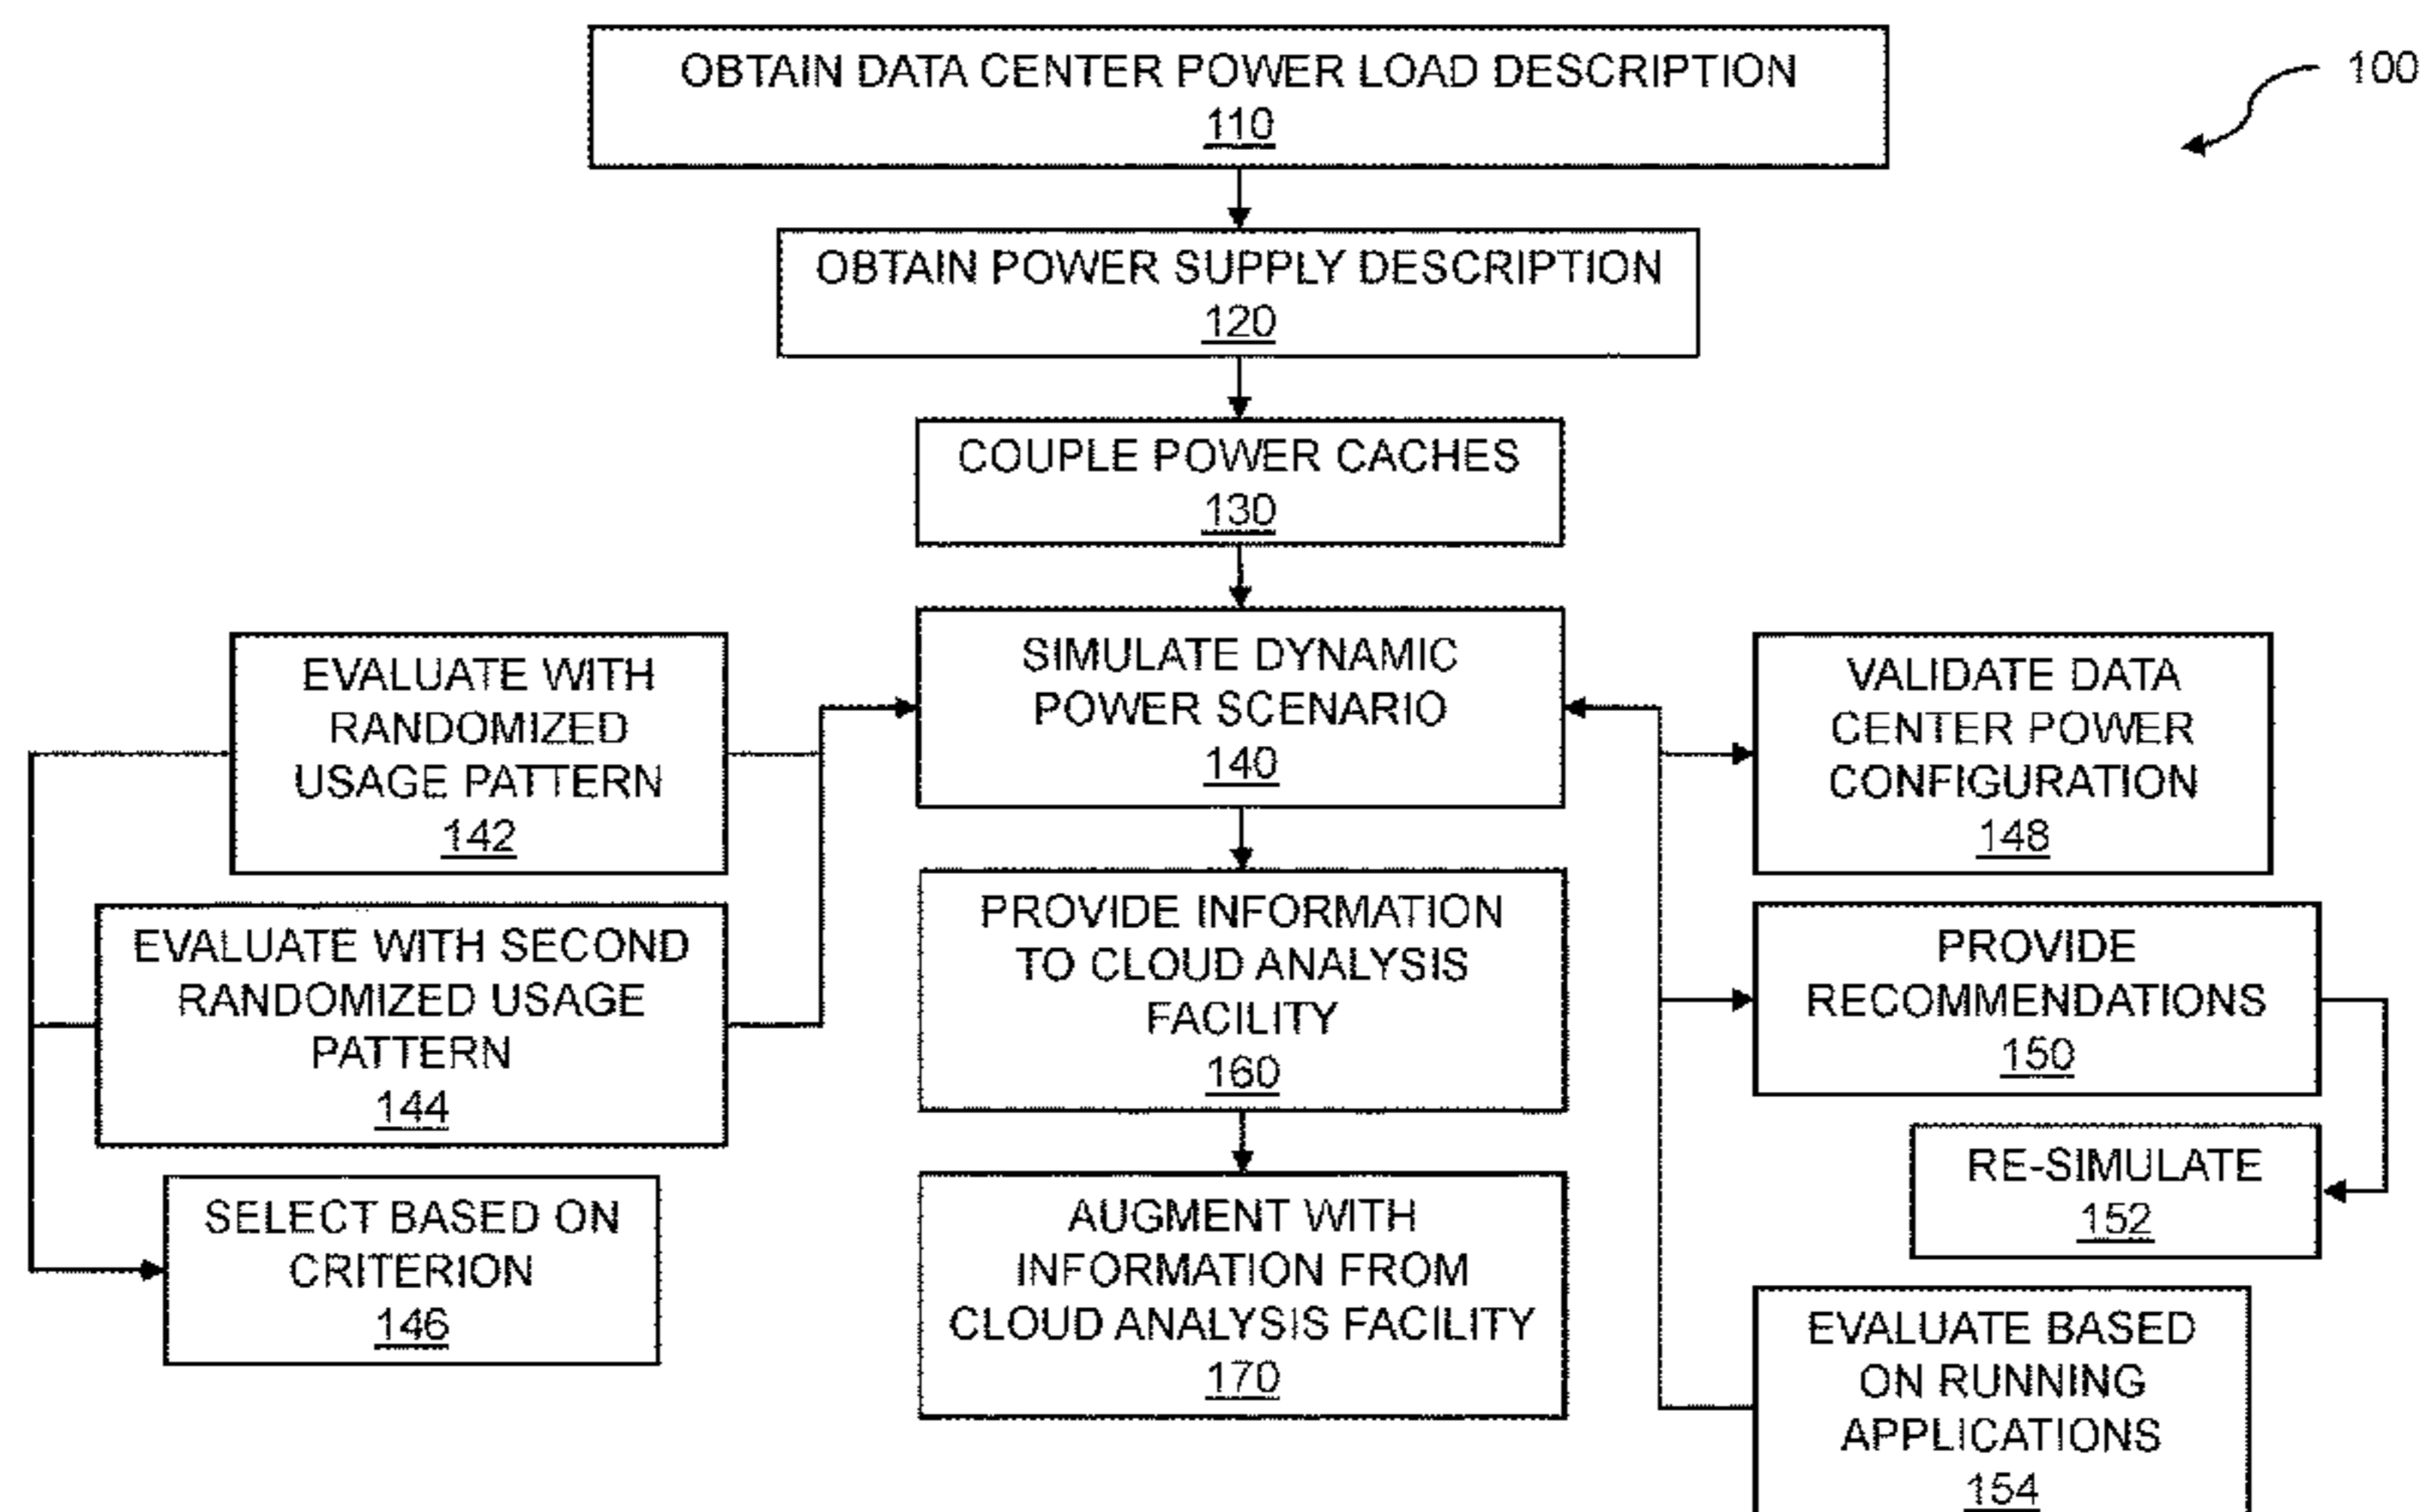 100
OBTAIN DATA CENTER POWER LOAD DESCRIPTION
110
OBTAIN POWER SUPPLY DESCRIPTION
120
COUPLE POWER CACHES
130
SIMULATE DYNAMIC
POWER SCENARIO
140
EVALUATE WITH
RANDOMIZED
USAGE PATTERN
142
EVALUATE WITH SECOND
RANDOMIZED USAGE
PATTERN
144
SELECT BASED ON
CRITERION
146
VALIDATE DATA
CENTER POWER
CONFIGURATION
148
PROVIDE
RECOMMENDATIONS
150
RE-SIMULATE
152
EVALUATE BASED
ON RUNNING
APPLICATIONS
154
PROVIDE INFORMATION
TO CLOUD ANALYSIS
FACILITY
160
AUGMENT WITH
INFORMATION FROM
CLOUD ANALYSIS FACILITY
170